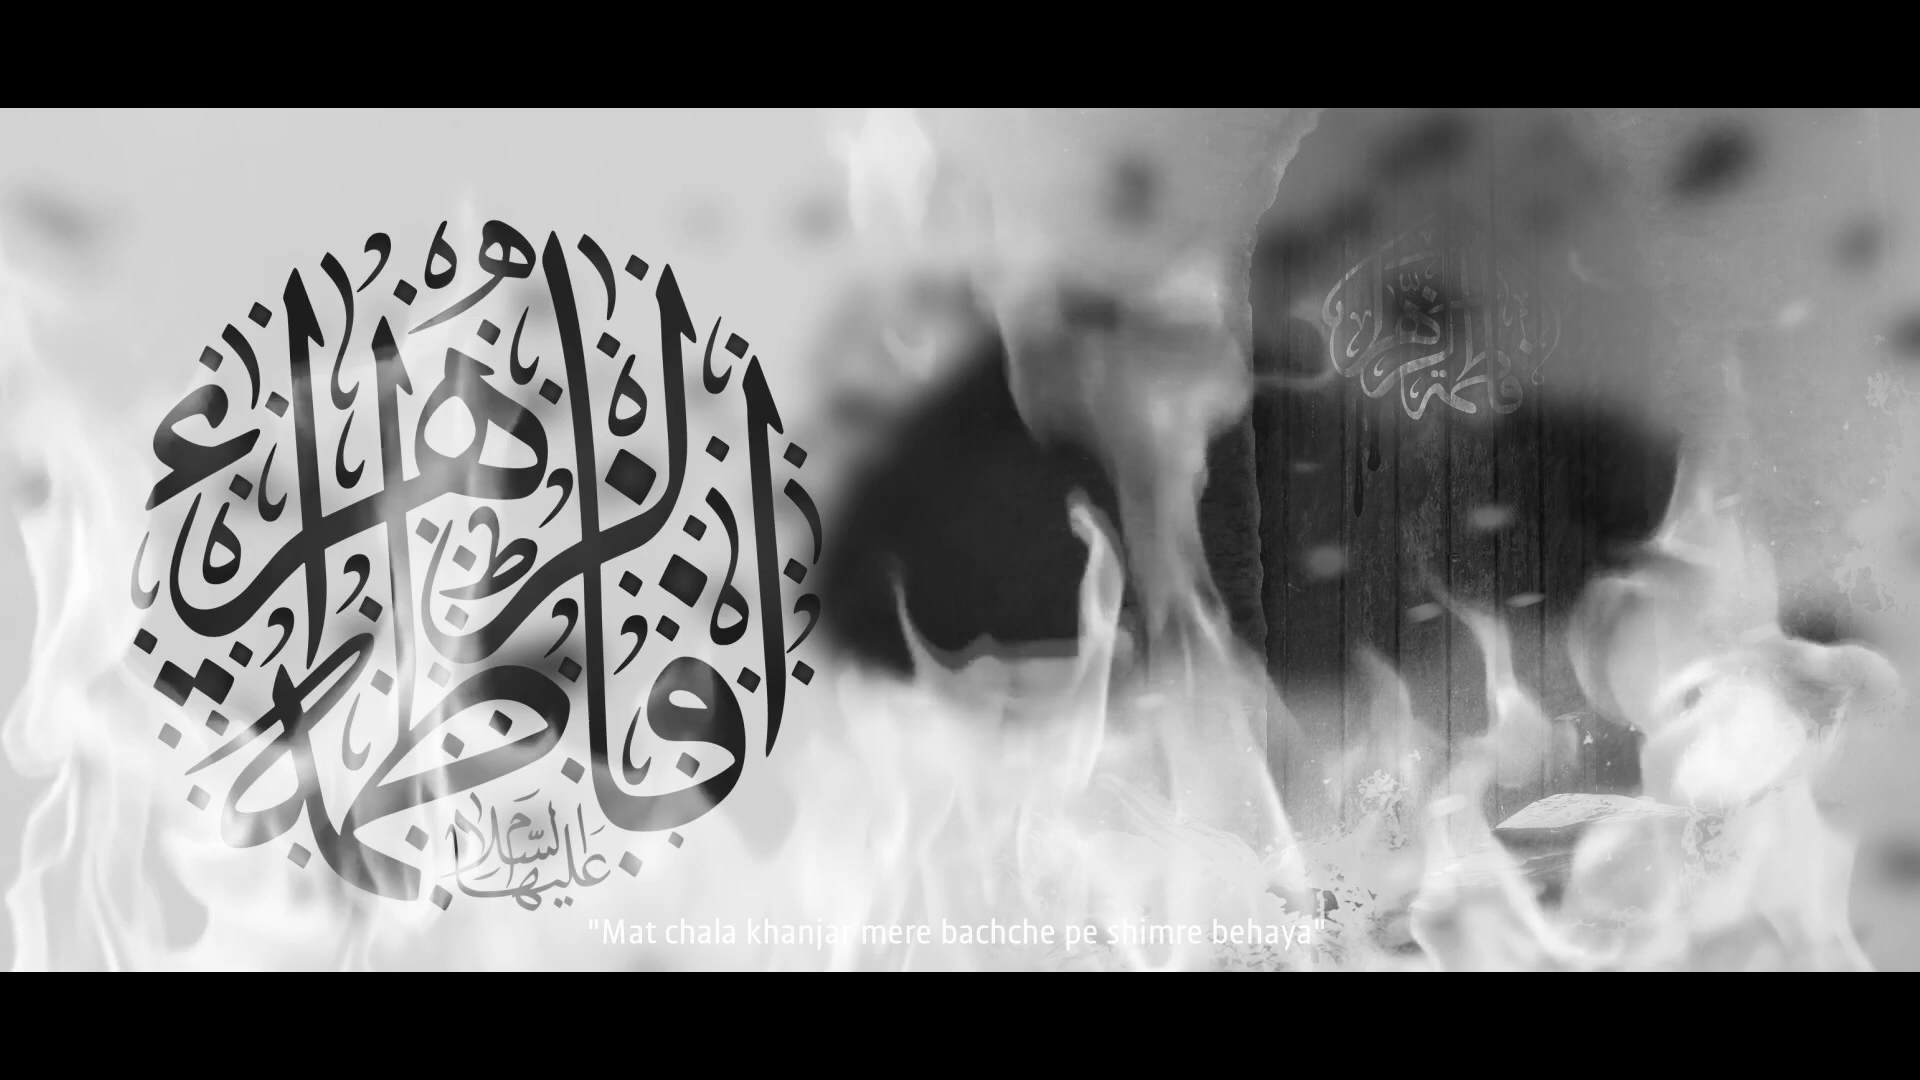 فاطمة الزهراء
عليها السلام
فاطمة الزهراء
"Mat chala khanjar mere bachche pe shimre behaya"